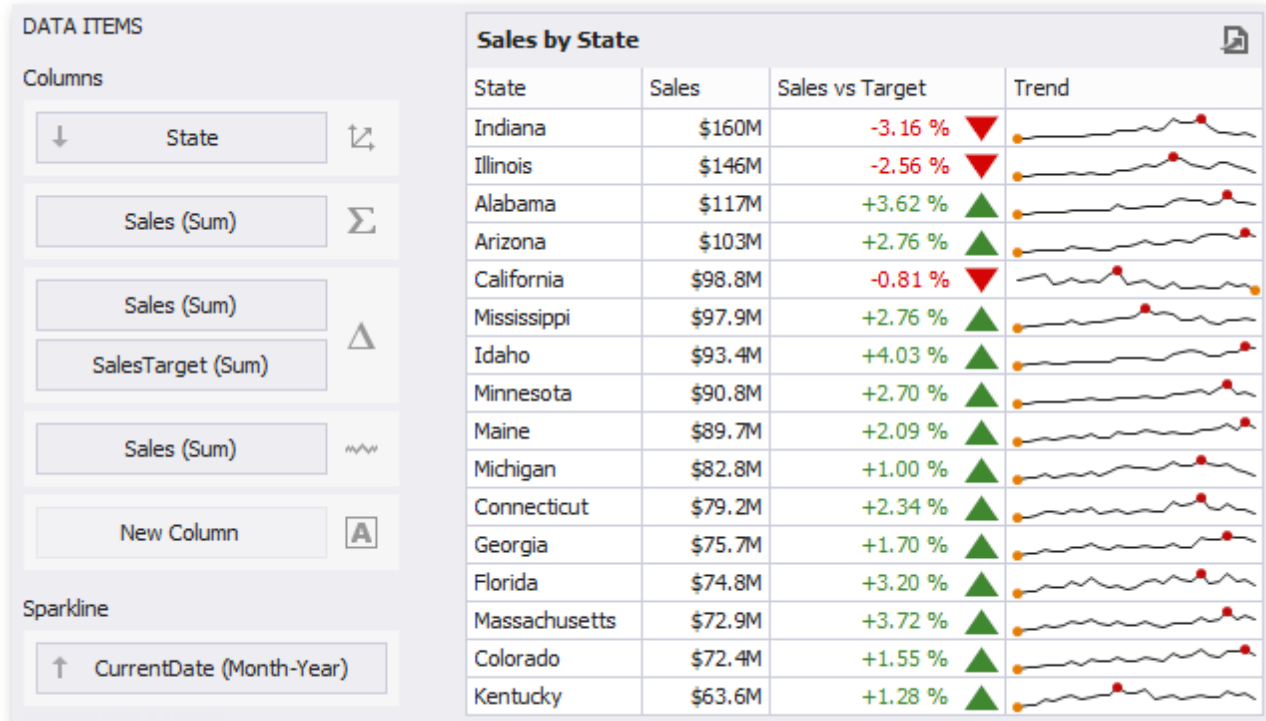 DATA ITEMS
Columns
State
Sales (Sum)
Sales (Sum)
SalesTarget (Sum)
Sales (Sum)
New Column
A
Sparkline
CurrentDate (Month-Year)
Sales by State
State Sales Sales vs Target Trend
Indiana $160M -3.16 %
Illinois $146M -2.56 %
Alabama $117M +3.62 %
Arizona $103M +2.76 %
California $98.8M -0.81 %
Mississippi $97.9M +2.76 %
Idaho $93.4M +4.03 %
Minnesota $90.8M +2.70 %
Maine $89.7M +2.09 %
Michigan $82.8M +1.00 %
Connecticut $79.2M +2.34 %
Georgia $75.7M +1.70 %
Florida $74.8M +3.20 %
Massachusetts $72.9M +3.72 %
Colorado $72.4M +1.55 %
Kentucky $63.6M +1.28 %